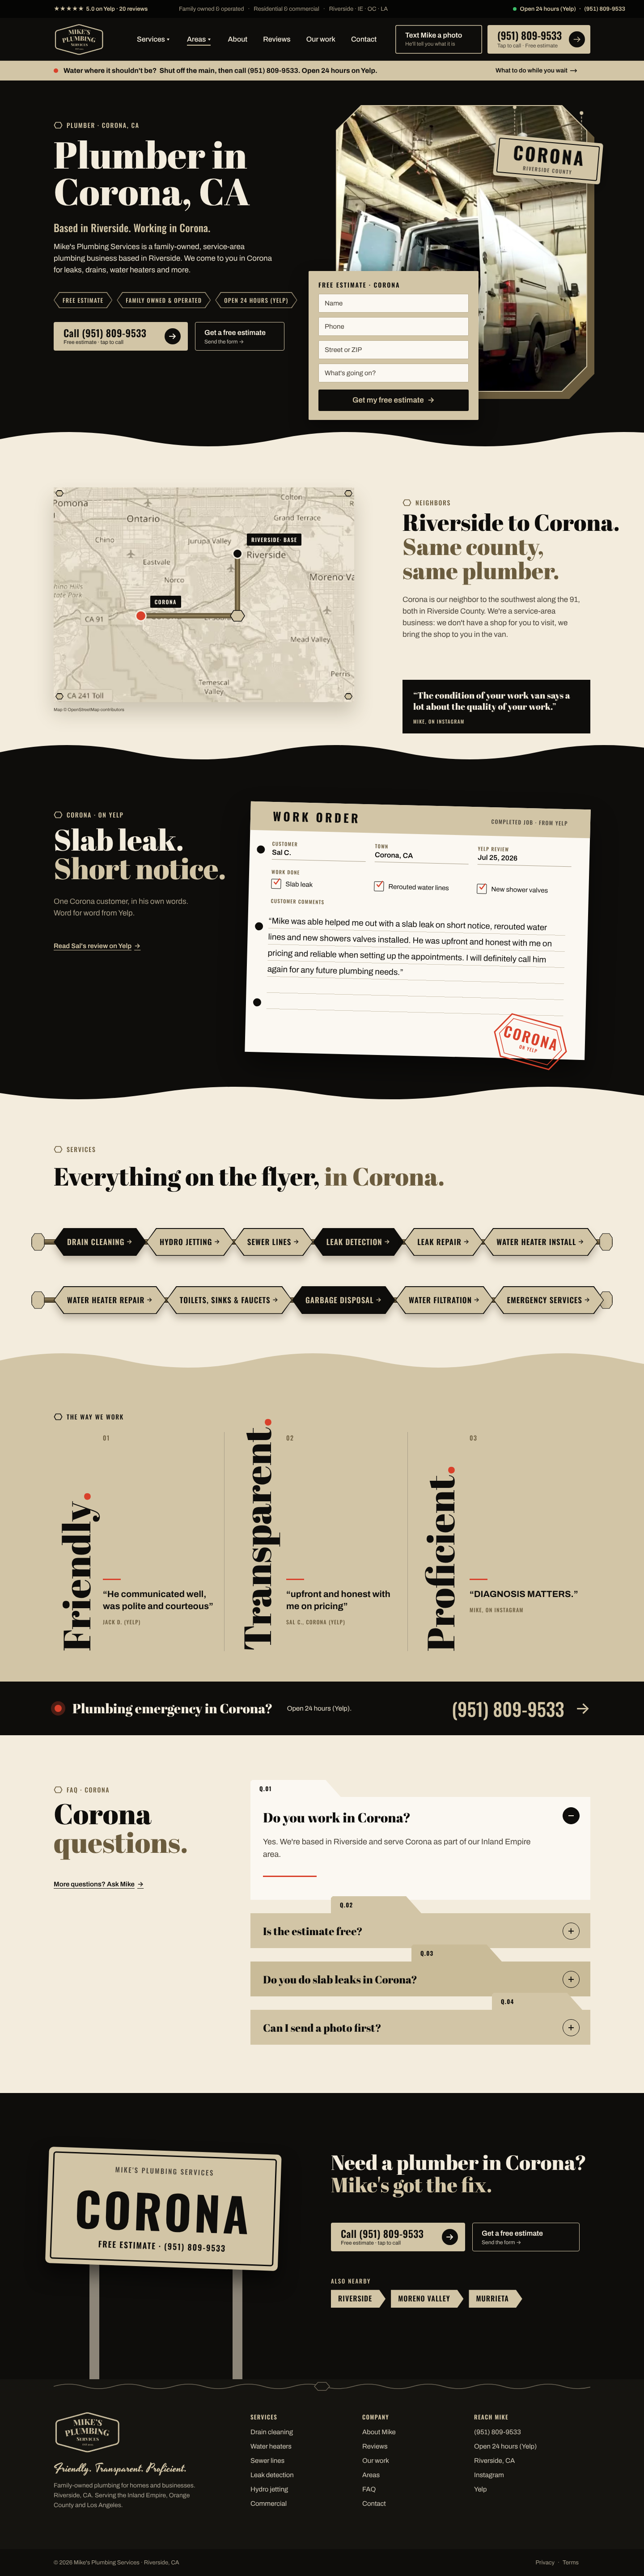 ★★★★★ 5.0 on Yelp · 20 reviews
Family owned & operated · Residential & commercial · Riverside · IE · OC · LA
Open 24 hours (Yelp) · (951) 809-9533
MIKE'S
PLUMBING
SERVICES
Services
Areas
About
Reviews
Our work
Contact
Text Mike a photo
He'll tell you what it is
(951) 809-9533
Tap to call · Free estimate
Water where it shouldn't be? Shut off the main, then call (951) 809-9533. Open 24 hours on Yelp.
What to do while you wait →
PLUMBER · CORONA, CA
Plumber in
Corona, CA
Based in Riverside. Working in Corona.
Mike's Plumbing Services is a family-owned, service-area
plumbing business based in Riverside. We come to you in Corona
for leaks, drains, water heaters and more.
FREE ESTIMATE
FAMILY OWNED & OPERATED
OPEN 24 HOURS (YELP)
Call (951) 809-9533
Free estimate · tap to call
Get a free estimate
Send the form →
CORONA
RIVERSIDE COUNTY
FREE ESTIMATE · CORONA
Name
Phone
Street or ZIP
What's going on?
Get my free estimate →
Pomona
Ontario
Colton
Grand Terrace
Chino
Jurupa Valley
RIVERSIDE · BASE
Riverside
Eastvale
Norco
Moreno Va
CORONA
CA 91
Mead Valley
Perris
Temescal
Valley
CA 241 Toll
Map © OpenStreetMap contributors
NEIGHBORS
Riverside to Corona.
Same county,
same plumber.
Corona is our neighbor to the southwest along the 91,
both in Riverside County. We're a service-area
business: we don't have a shop for you to visit, we
bring the shop to you in the van.
“The condition of your work van says a
lot about the quality of your work.”
MIKE, ON INSTAGRAM
CORONA · ON YELP
Slab leak.
Short notice.
One Corona customer, in his own words.
Word for word from Yelp.
Read Sal's review on Yelp →
WORK ORDER
COMPLETED JOB · FROM YELP
CUSTOMER
Sal C.
TOWN
Corona, CA
YELP REVIEW
Jul 25, 2026
WORK DONE
Slab leak
Rerouted water lines
New shower valves
CUSTOMER COMMENTS
“Mike was able helped me out with a slab leak on short notice, rerouted water
lines and new showers valves installed. He was upfront and honest with me on
pricing and reliable when setting up the appointments. I will definitely call him
again for any future plumbing needs.”
CORONA
ON YELP
SERVICES
Everything on the flyer, in Corona.
DRAIN CLEANING →
HYDRO JETTING →
SEWER LINES →
LEAK DETECTION →
LEAK REPAIR →
WATER HEATER INSTALL →
WATER HEATER REPAIR →
TOILETS, SINKS & FAUCETS →
GARBAGE DISPOSAL →
WATER FILTRATION →
EMERGENCY SERVICES →
THE WAY WE WORK
01
Friendly.
“He communicated well,
was polite and courteous”
JACK D. (YELP)
02
Transparent.
“upfront and honest with
me on pricing”
SAL C., CORONA (YELP)
03
Proficient.
“DIAGNOSIS MATTERS.”
MIKE, ON INSTAGRAM
Plumbing emergency in Corona?
Open 24 hours (Yelp).
(951) 809-9533 →
FAQ · CORONA
Corona
questions.
More questions? Ask Mike →
Q.01
Do you work in Corona?
Yes. We're based in Riverside and serve Corona as part of our Inland Empire
area.
Q.02
Is the estimate free?
Q.03
Do you do slab leaks in Corona?
Q.04
Can I send a photo first?
MIKE'S PLUMBING SERVICES
CORONA
FREE ESTIMATE · (951) 809-9533
Need a plumber in Corona?
Mike's got the fix.
Call (951) 809-9533
Free estimate · tap to call
Get a free estimate
Send the form →
ALSO NEARBY
RIVERSIDE
MORENO VALLEY
MURRIETA
MIKE'S
PLUMBING
SERVICES
Friendly. Transparent. Proficient.
Family-owned plumbing for homes and businesses.
Riverside, CA. Serving the Inland Empire, Orange
County and Los Angeles.
SERVICES
Drain cleaning
Water heaters
Sewer lines
Leak detection
Hydro jetting
Commercial
COMPANY
About Mike
Reviews
Our work
Areas
FAQ
Contact
REACH MIKE
(951) 809-9533
Open 24 hours (Yelp)
Riverside, CA
Instagram
Yelp
© 2026 Mike's Plumbing Services · Riverside, CA
Privacy · Terms